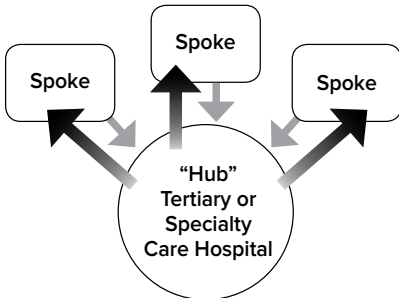 Spoke
Spoke
Spoke
“Hub”
Tertiary or
Specialty
Care Hospital